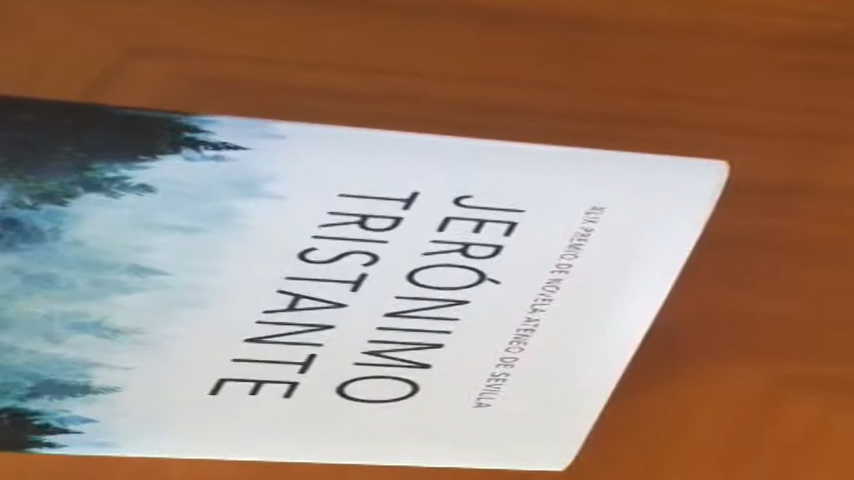 XLIX PREMIO DE NOVELA ATENEO DE SEVILLA
JERÓNIMO
TRISTANTE